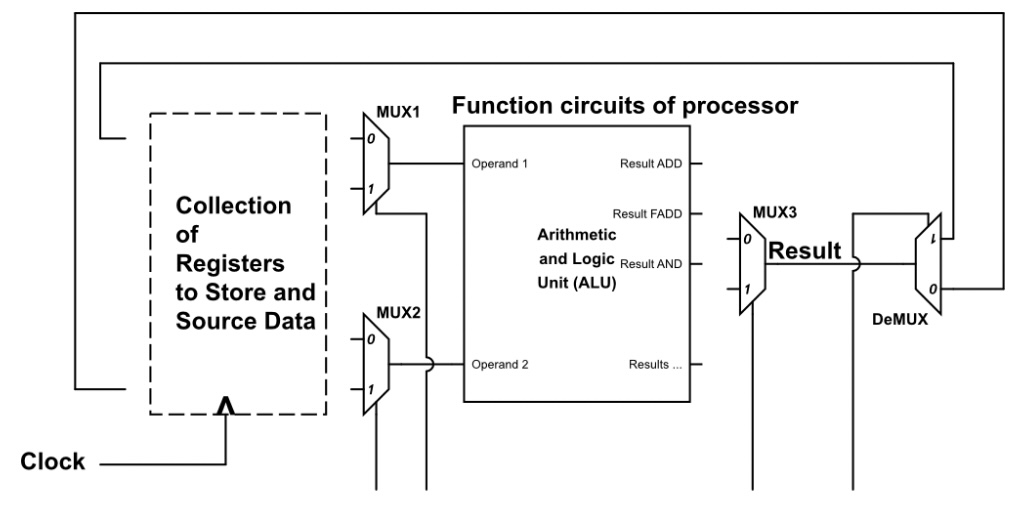 MUX1
Function circuits of processor
0
1
Operand 1
Result ADD
Result FADD
Collection
of
Registers
to Store and
Source Data
Arithmetic
and Logic
Unit (ALU)
Result AND
MUX3
0
1
Result
1
0
DeMUX
MUX2
0
1
Operand 2
Results ...
Clock